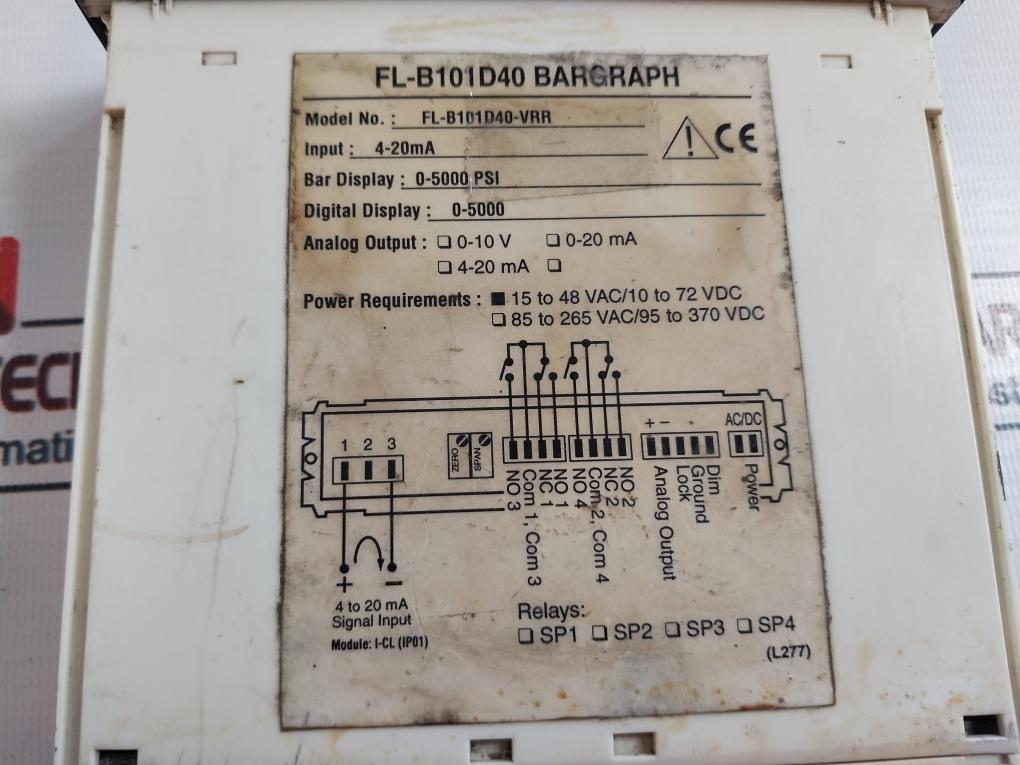 FL-B101D40 BARGRAPH
Model No. : FL-B101D40-VRR
Input : 4-20mA
CE
Bar Display : 0-5000 PSI
Digital Display : 0-5000
Analog Output : ❑ 0-10 V ❑ 0-20 mA
❑ 4-20 mA ❑
Power Requirements : ■ 15 to 48 VAC/10 to 72 VDC
❑ 85 to 265 VAC/95 to 370 VDC
1 2 3
ZERO
SPAN
+ −
AC/DC
NO 3
Com 1, Com 3
NC 1
NO 1
NO 4
Com 2, Com 4
NC 2
NO 2
Analog Output
Lock
Ground
Dim
Power
+ −
4 to 20 mA
Signal Input
Module: I-CL (IP01)
Relays:
❑ SP1 ❑ SP2 ❑ SP3 ❑ SP4
(L277)
TECH